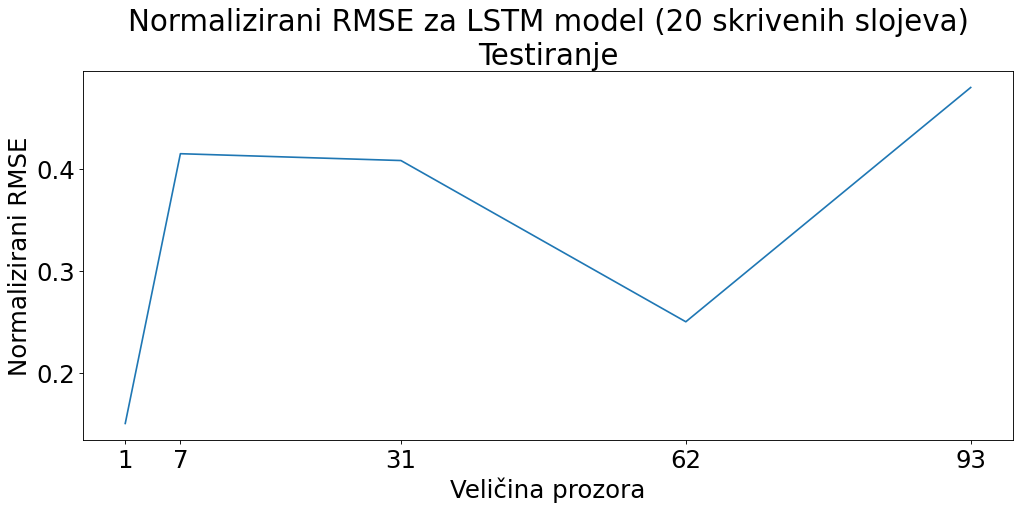 Normalizirani RMSE za LSTM model (20 skrivenih slojeva)
Testiranje
Normalizirani RMSE
0.4
0.3
0.2
1 7 31 62 93
Veličina prozora